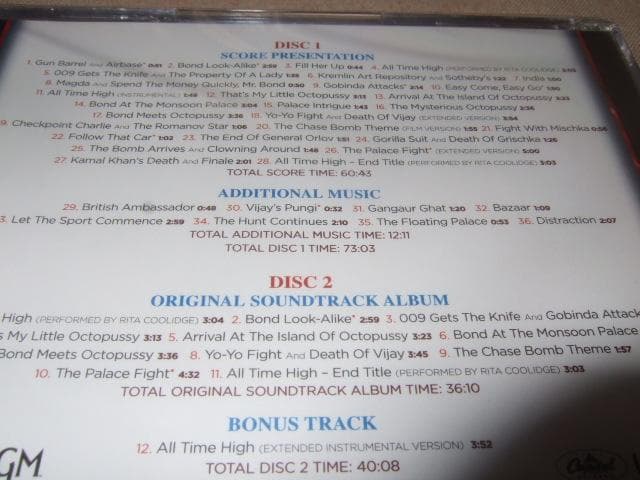 DISC 1
SCORE PRESENTATION
1. Gun Barrel And Airbase* 0:51 2. Bond Look-Alike* 2:59 3. Fill Her Up 0:44 4. All Time High (PERFORMED BY RITA COOLIDGE) 3:03
5. 009 Gets The Knife And The Property Of A Lady 1:39 6. Kremlin Art Repository And Sotheby's 1:22 7. India 1:50
8. Magda And Spend The Money Quickly, Mr. Bond 0:30 9. Gobinda Attacks* 2:14 10. Easy Come, Easy Go* 1:50
11. All Time High (INSTRUMENTAL) 1:48 12. That's My Little Octopussy 3:13 13. Arrival At The Island Of Octopussy 3:23
14. Bond At The Monsoon Palace 3:04 15. Palace Intrigue 1:43 16. The Mysterious Octopussy 2:36
17. Bond Meets Octopussy 3:36 18. Yo-Yo Fight And Death Of Vijay (EXTENDED VERSION) 3:54
9. Checkpoint Charlie And The Romanov Star 1:06 20. The Chase Bomb Theme (FILM VERSION) 1:55 21. Fight With Mischka 0:56
22. Follow That Car* 1:02 23. The End Of General Orlov 1:51 24. Gorilla Suit And Death Of Grischka 1:26
25. The Bomb Arrives And Clowning Around 1:48 26. The Palace Fight* (EXTENDED VERSION) 5:00
27. Kamal Khan's Death And Finale 2:01 28. All Time High – End Title (PERFORMED BY RITA COOLIDGE) 3:03
TOTAL SCORE TIME: 60:43
ADDITIONAL MUSIC
29. British Ambassador 0:48 30. Vijay's Pungi* 0:32 31. Gangaur Ghat 1:20 32. Bazaar 1:09
3. Let The Sport Commence 2:59 34. The Hunt Continues 2:10 35. The Floating Palace 0:53 36. Distraction 2:07
TOTAL ADDITIONAL MUSIC TIME: 12:11
TOTAL DISC 1 TIME: 73:03
DISC 2
ORIGINAL SOUNDTRACK ALBUM
High (PERFORMED BY RITA COOLIDGE) 3:04 2. Bond Look-Alike* 2:59 3. 009 Gets The Knife And Gobinda Attack
s My Little Octopussy 3:13 5. Arrival At The Island Of Octopussy 3:23 6. Bond At The Monsoon Palace
Bond Meets Octopussy 3:36 8. Yo-Yo Fight And Death Of Vijay 3:45 9. The Chase Bomb Theme 1:57
10. The Palace Fight* 4:32 11. All Time High – End Title (PERFORMED BY RITA COOLIDGE) 3:03
TOTAL ORIGINAL SOUNDTRACK ALBUM TIME: 36:10
BONUS TRACK
12. All Time High (EXTENDED INSTRUMENTAL VERSION) 3:52
TOTAL DISC 2 TIME: 40:08
GM
Capitol